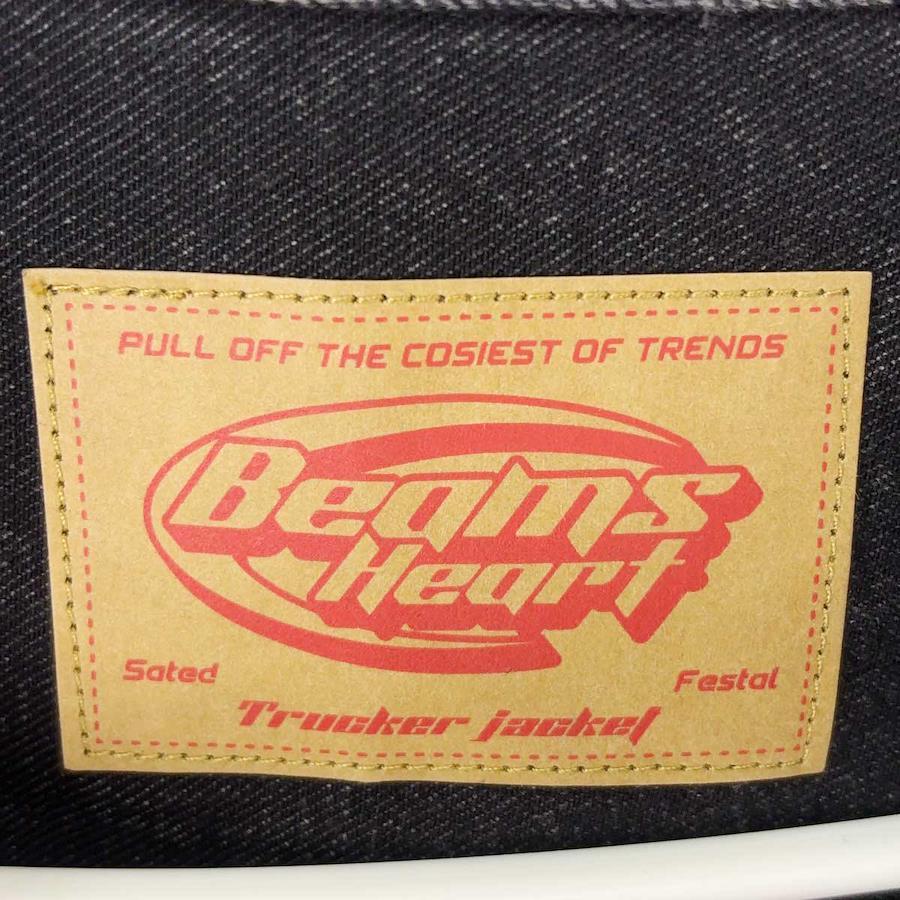 PULL OFF THE COSIEST OF TRENDS
Beams
Heart
Sated
Festal
Trucker jacket